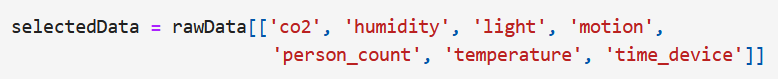 selectedData = rawData[['co2', 'humidity', 'light', 'motion',
'person_count', 'temperature', 'time_device']]